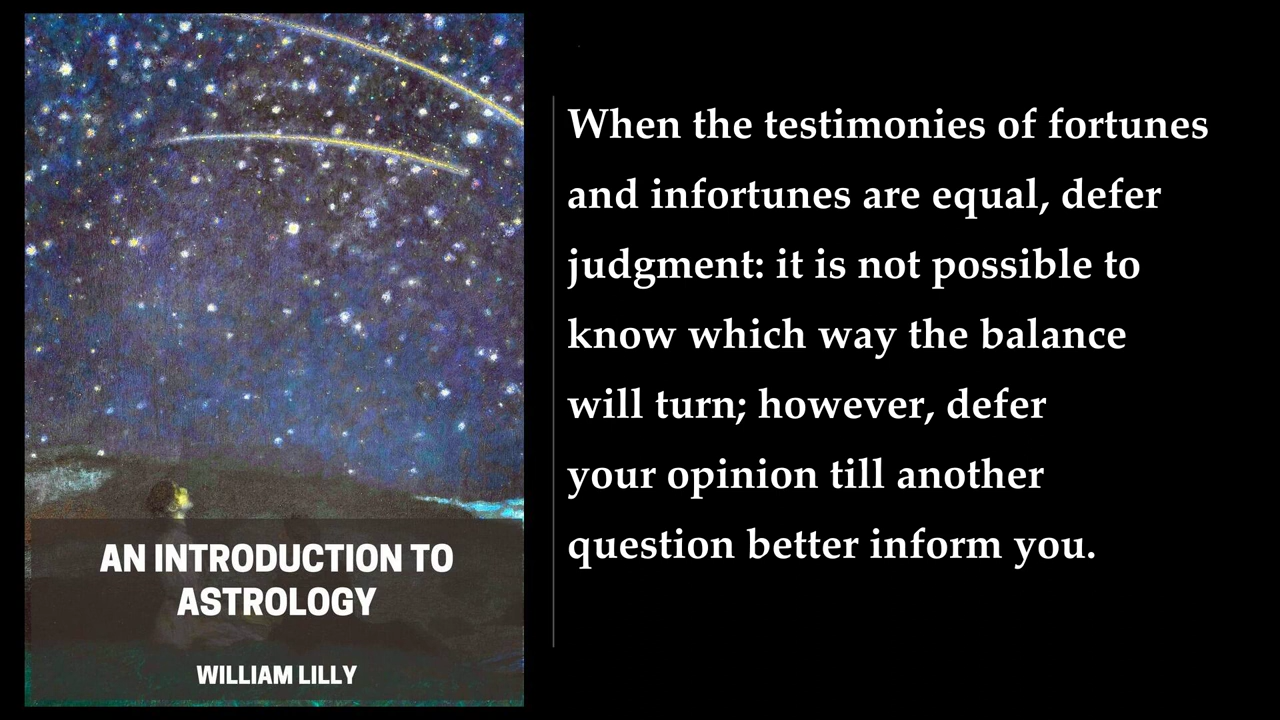 AN INTRODUCTION TO
ASTROLOGY
WILLIAM LILLY
When the testimonies of fortunes
and infortunes are equal, defer
judgment: it is not possible to
know which way the balance
will turn; however, defer
your opinion till another
question better inform you.